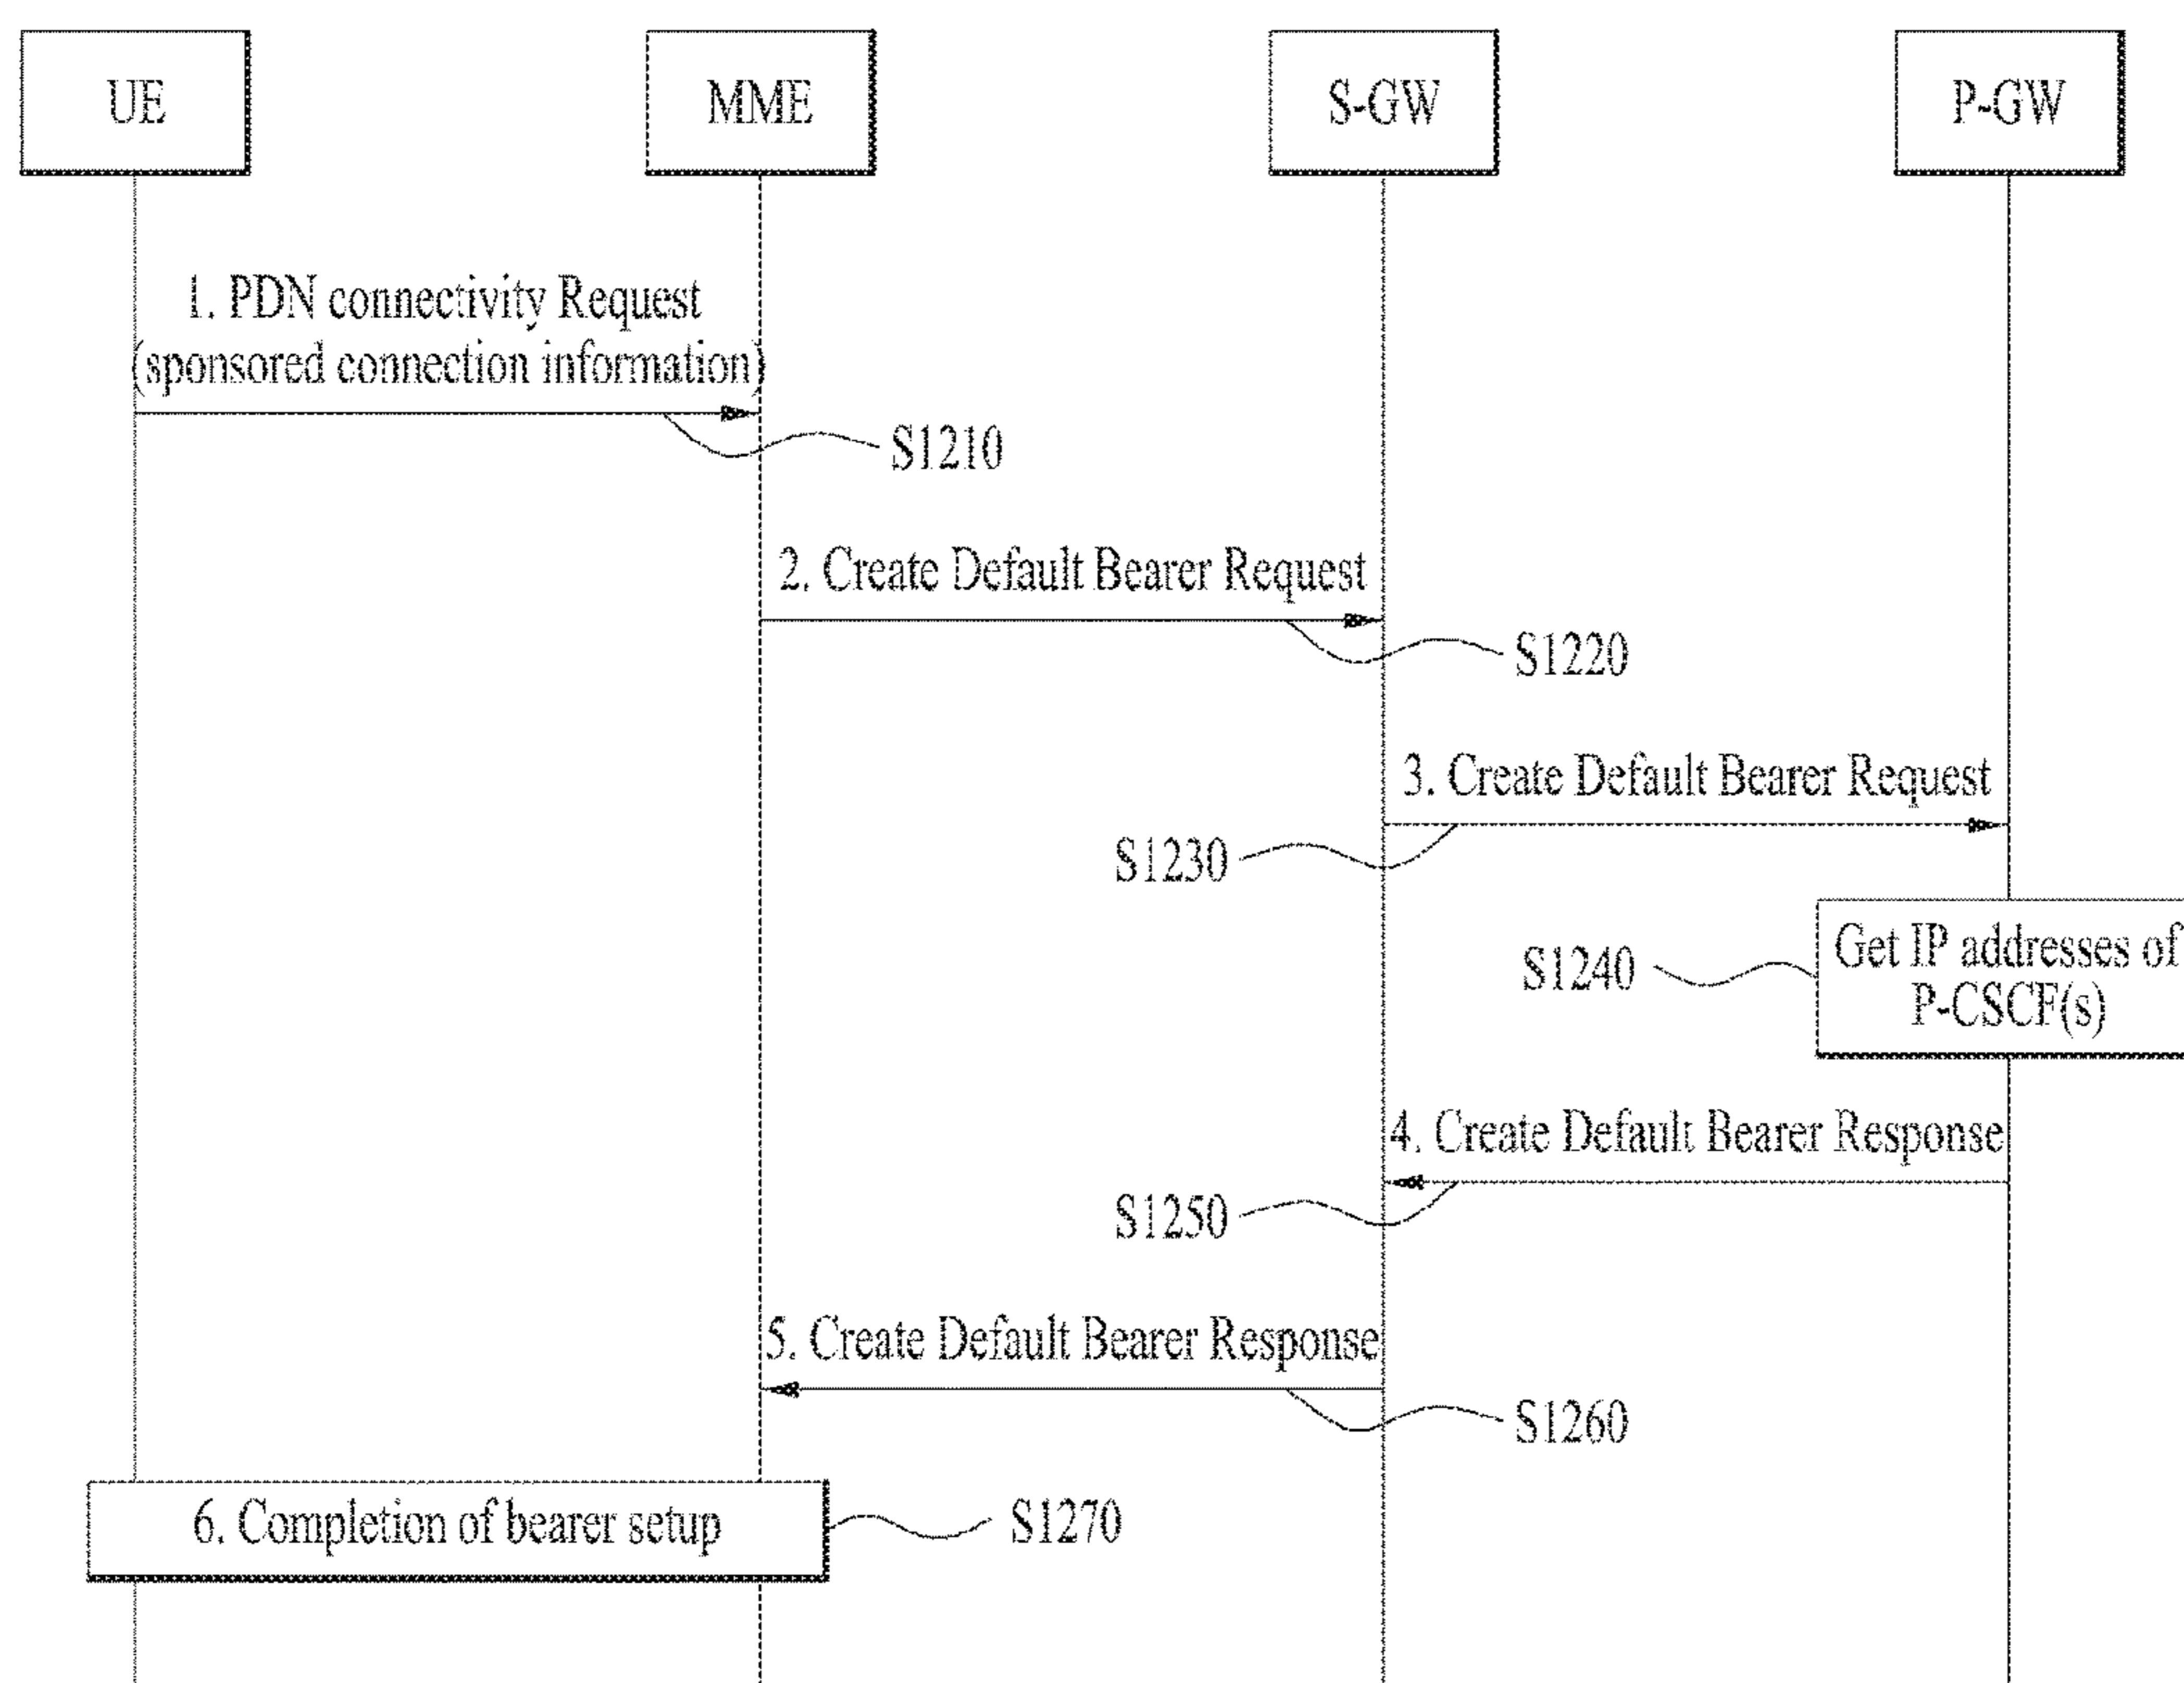 UE
MME
S-GW
P-GW
1. PDN connectivity Request
(sponsored connection information)
S1210
2. Create Default Bearer Request
S1220
3. Create Default Bearer Request
S1230
Get IP addresses of
P-CSCF(s)
S1240
4. Create Default Bearer Response
S1250
5. Create Default Bearer Response
S1260
6. Completion of bearer setup
S1270